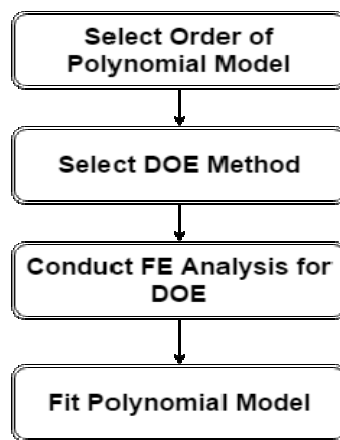 Select Order of
Polynomial Model
Select DOE Method
Conduct FE Analysis for
DOE
Fit Polynomial Model